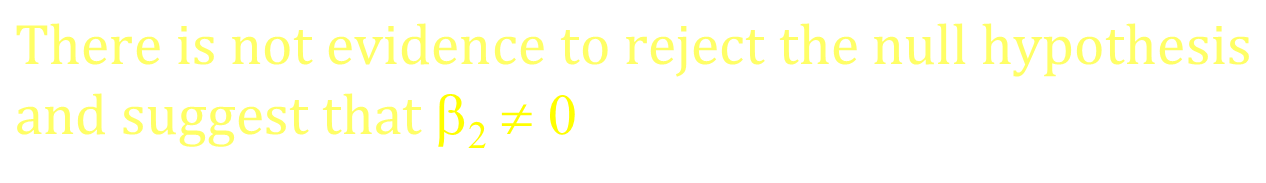 There is not evidence to reject the null hypothesis
and suggest that β₂ ≠ 0